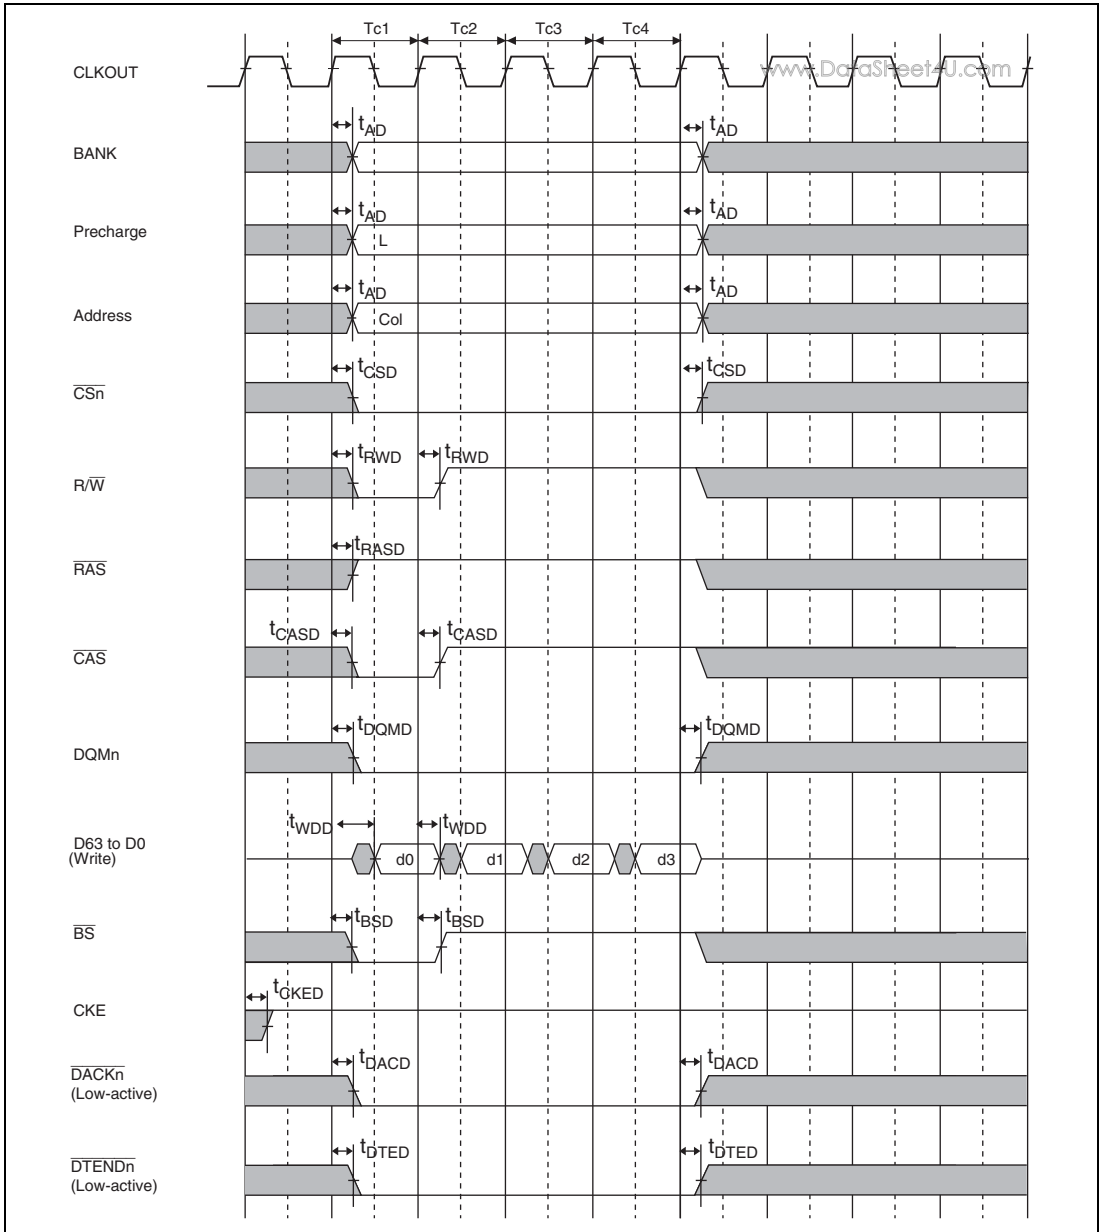 Tc1 Tc2 Tc3 Tc4
CLKOUT
www.DataSheet4U.com
tAD tAD
BANK
tAD tAD
Precharge
L
tAD tAD
Address
Col
tCSD tCSD
CSn
tRWD tRWD
R/W
tRASD
RAS
tCASD tCASD
CAS
tDQMD tDQMD
DQMn
tWDD tWDD
D63 to D0
(Write)
d0 d1 d2 d3
tBSD tBSD
BS
tCKED
CKE
tDACD tDACD
DACKn
(Low-active)
tDTED tDTED
DTENDn
(Low-active)